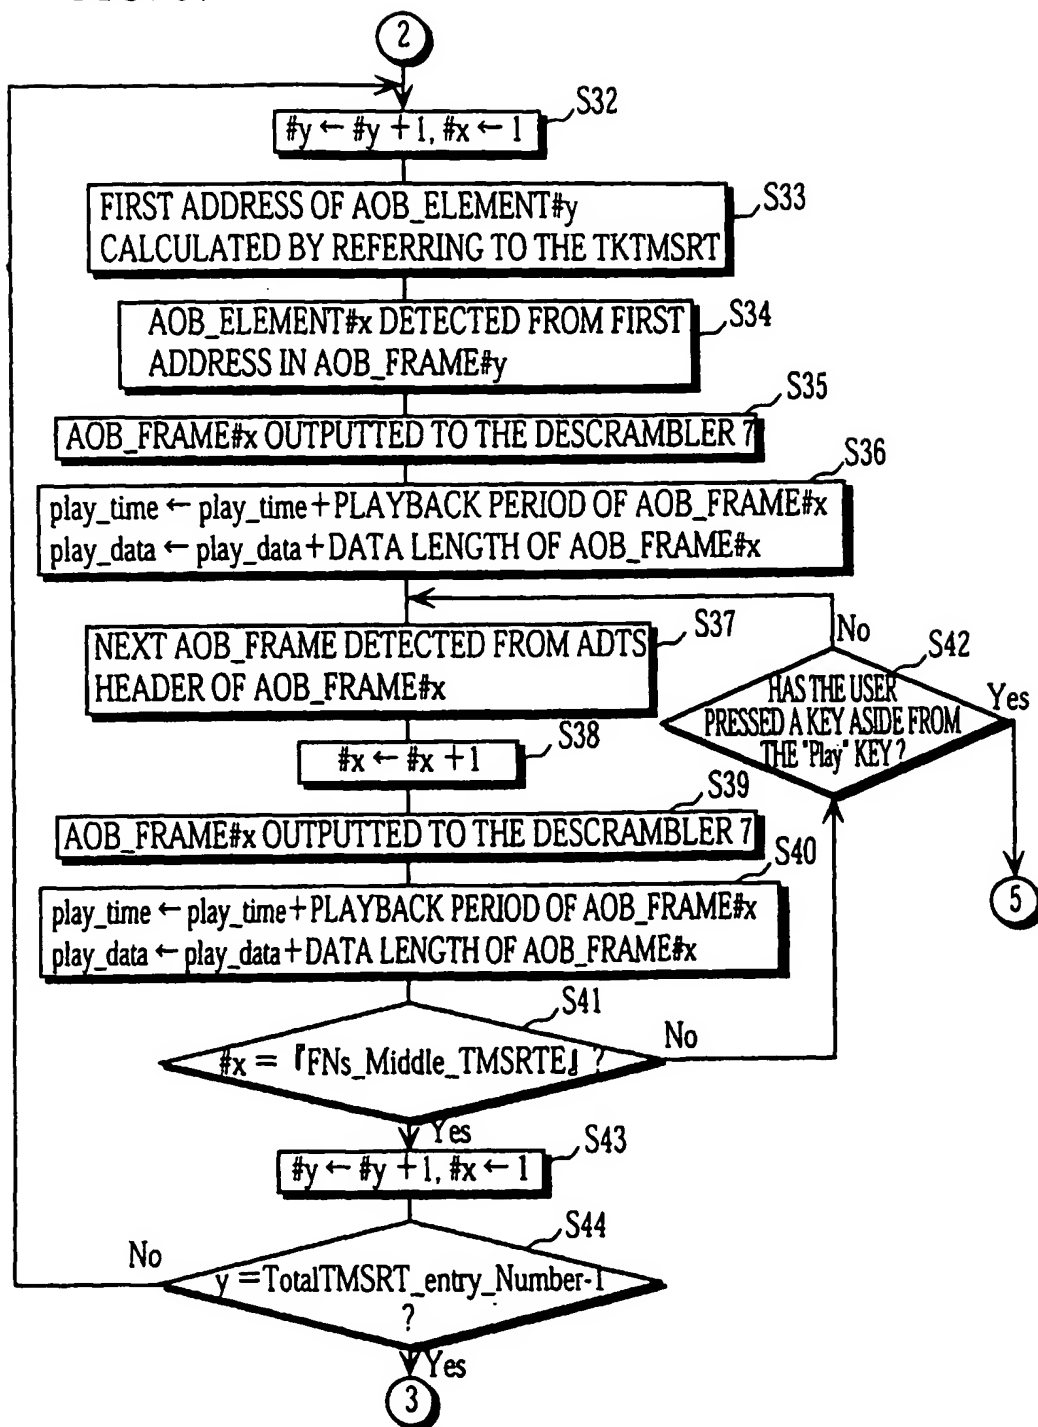 2
S32
#y ← #y + 1, #x ← 1
S33
FIRST ADDRESS OF AOB_ELEMENT#y
CALCULATED BY REFERRING TO THE TKTMSRT
S34
AOB_ELEMENT#x DETECTED FROM FIRST
ADDRESS IN AOB_FRAME#y
S35
AOB_FRAME#x OUTPUTTED TO THE DESCRAMBLER 7
S36
play_time ← play_time+PLAYBACK PERIOD OF AOB_FRAME#x
play_data ← play_data+DATA LENGTH OF AOB_FRAME#x
S37
NEXT AOB_FRAME DETECTED FROM ADTS
HEADER OF AOB_FRAME#x
No
S42
HAS THE USER
PRESSED A KEY ASIDE FROM
THE "Play" KEY ?
Yes
S38
#x ← #x + 1
S39
AOB_FRAME#x OUTPUTTED TO THE DESCRAMBLER 7
S40
play_time ← play_time+PLAYBACK PERIOD OF AOB_FRAME#x
play_data ← play_data+DATA LENGTH OF AOB_FRAME#x
5
S41
#x = 『FNs_Middle_TMSRTE』 ?
No
Yes
S43
#y ← #y + 1, #x ← 1
S44
No
y =TotalTMSRT_entry_Number-1
?
Yes
3